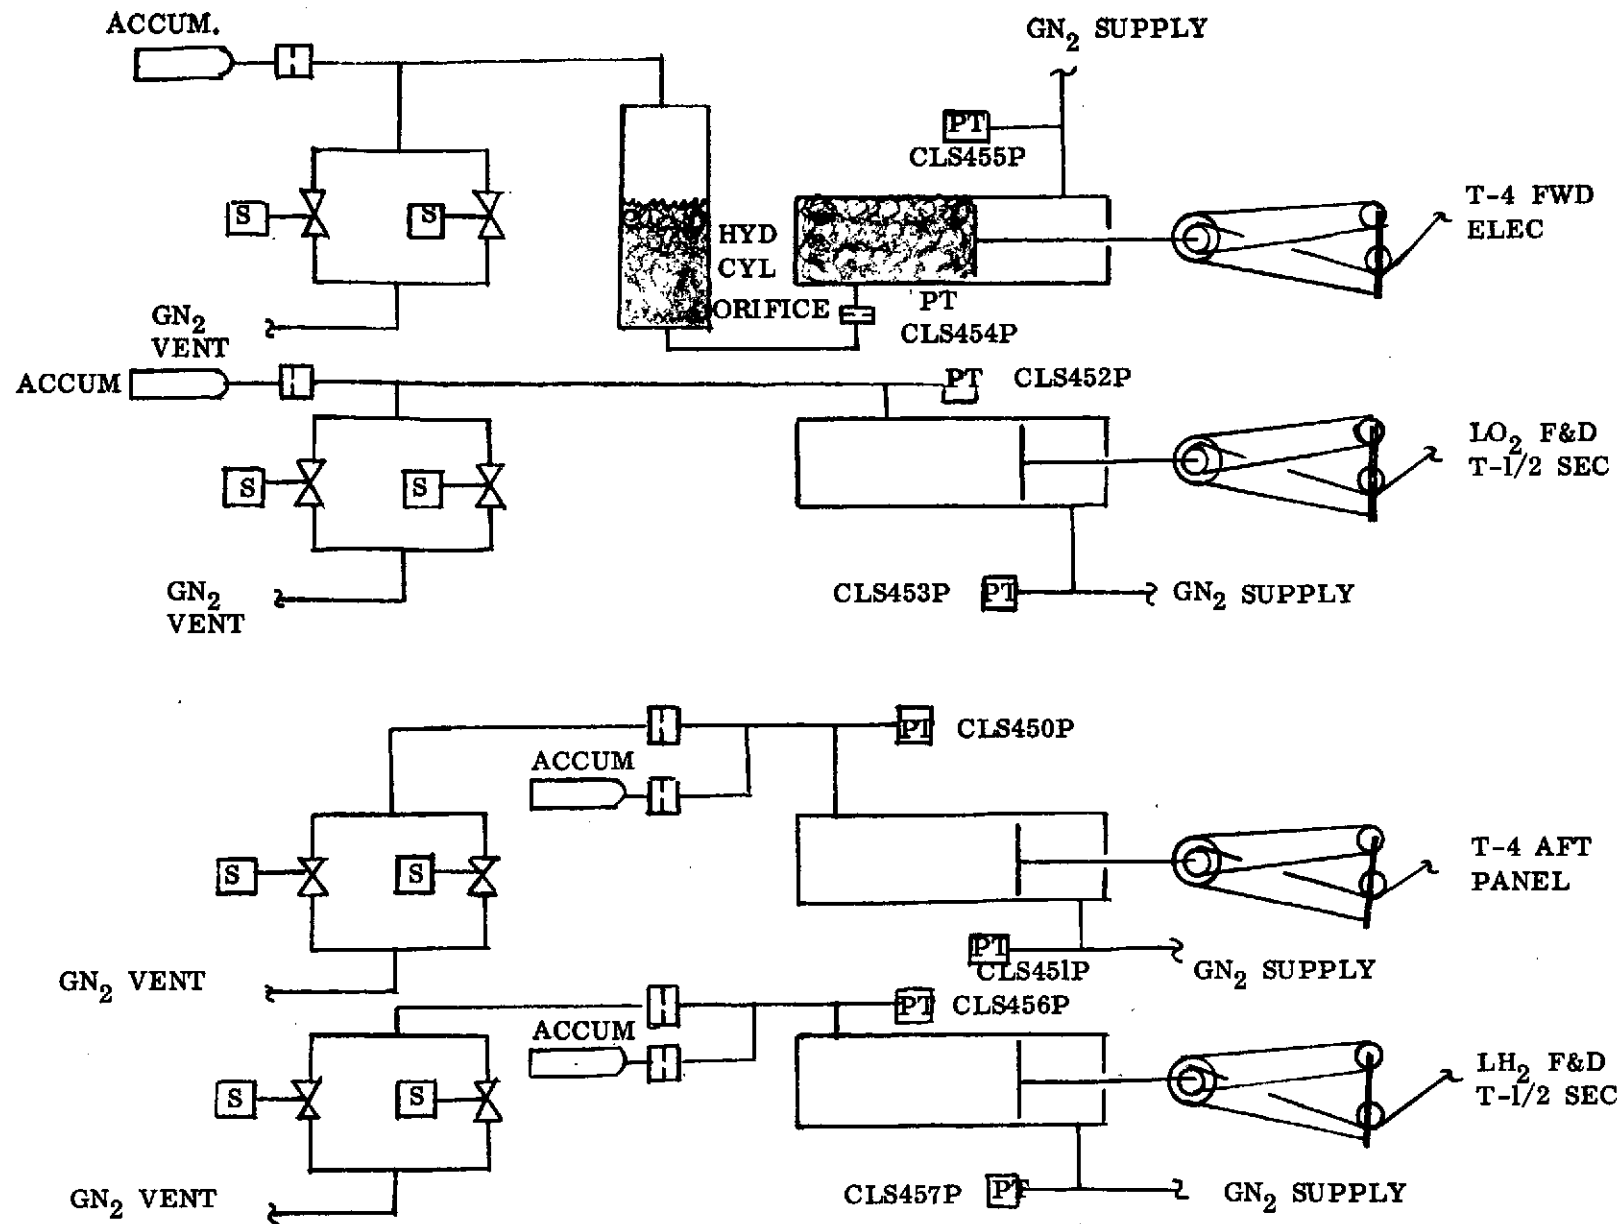 ACCUM.
GN2 SUPPLY
PT
CLS455P
S
S
T-4 FWD
ELEC
HYD
CYL
ORIFICE
PT
CLS454P
GN2
VENT
ACCUM
PT
CLS452P
S
S
LO2 F&D
T-1/2 SEC
GN2
VENT
CLS453P
PT
GN2 SUPPLY
PT
CLS450P
ACCUM
S
S
T-4 AFT
PANEL
PT
CLS451P
GN2 SUPPLY
GN2 VENT
PT
CLS456P
ACCUM
S
S
LH2 F&D
T-1/2 SEC
GN2 VENT
CLS457P
PT
GN2 SUPPLY